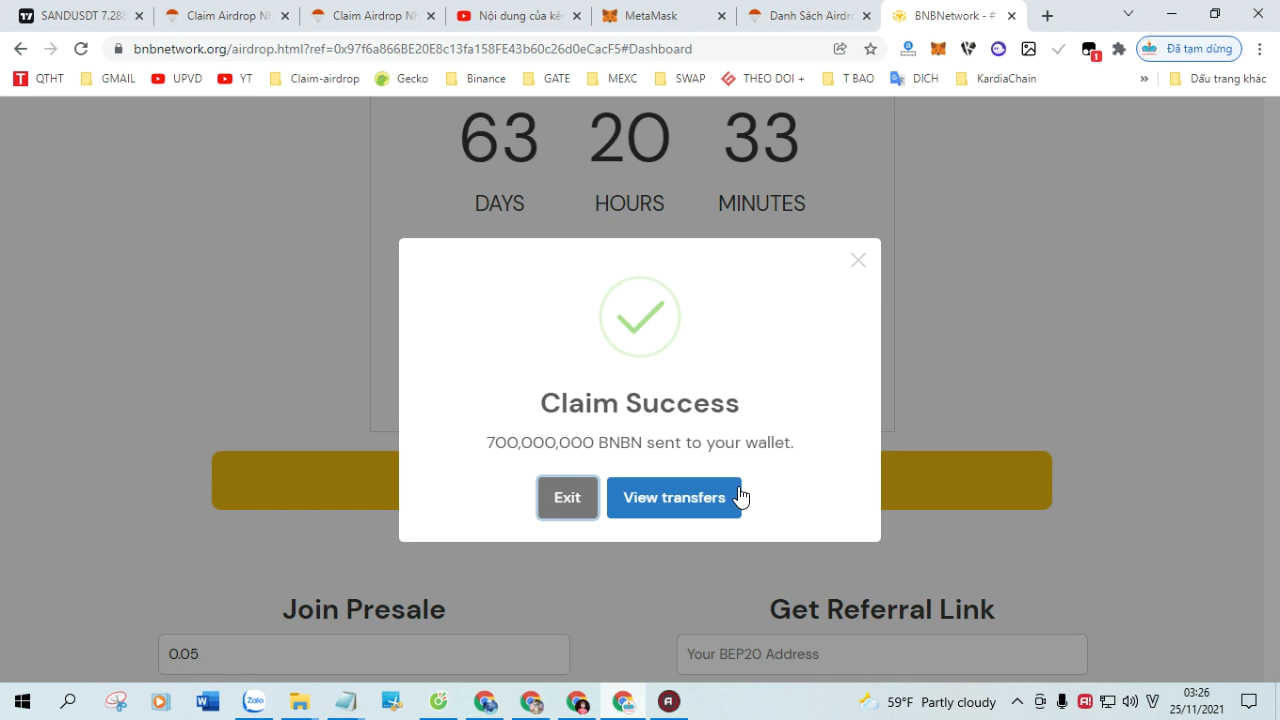 SANDUSDT 7.28
Claim Airdrop Nh
Claim Airdrop Nh
Nội dung của kê
MetaMask
Danh Sách Airdro
BNBNetwork - #
bnbnetwork.org/airdrop.html?ref=0x97f6a866BE20E8c13fa158FE43b60c26d0eCacF5#Dashboard
1
Đã tạm dừng
QTHT
GMAIL
UPVD
YT
Claim-airdrop
Gecko
Binance
GATE
MEXC
SWAP
THEO DOI +
T BAO
DICH
KardiaChain
»
Dấu trang khác
63 20 33
DAYS HOURS MINUTES
Claim Success
700,000,000 BNBN sent to your wallet.
Exit
View transfers
Join Presale
Get Referral Link
0.05
Your BEP20 Address
Zalo
59°F Partly cloudy
03:26
25/11/2021